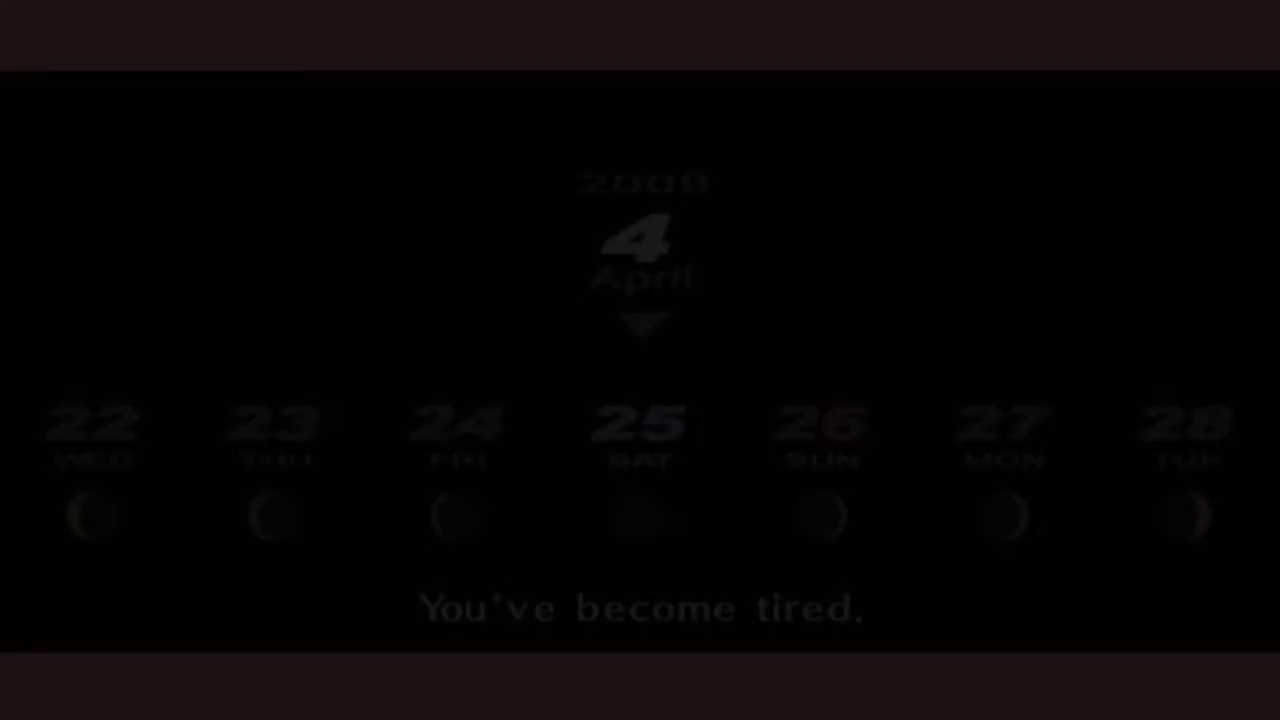 2009
4
April
22 23 24 25 26 27 28
WED THU FRI SAT SUN MON TUE
You've become tired.